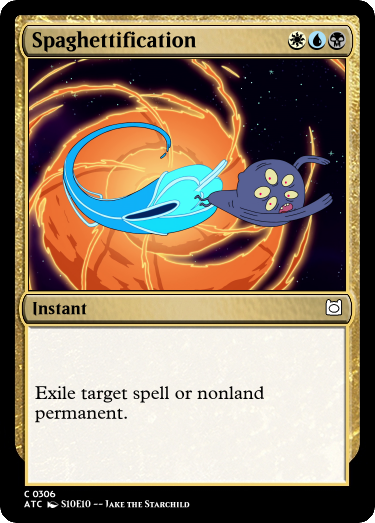 Spaghettification
Instant
Exile target spell or nonland
permanent.
C 0306
ATC S10E10 -- Jake the Starchild